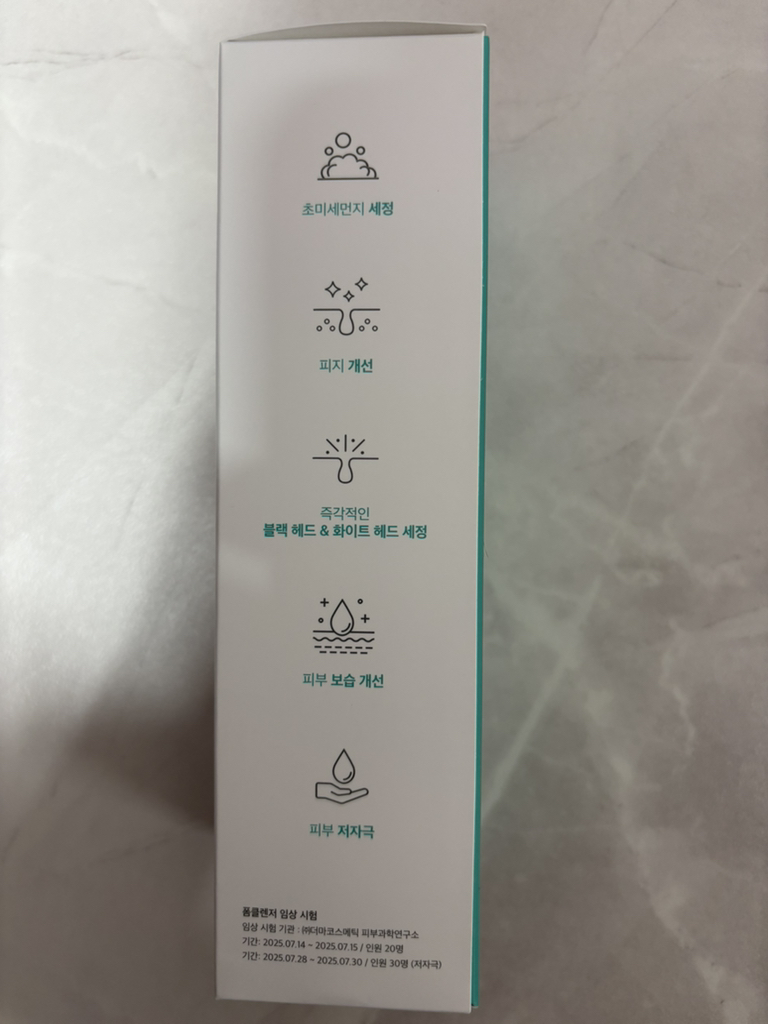 초미세먼지 세정
피지 개선
즉각적인
블랙 헤드 & 화이트 헤드 세정
피부 보습 개선
피부 저자극
폼클렌저 임상 시험
임상 시험 기관 : ㈜더마코스메틱 피부과학연구소
기간: 2025.07.14 ~ 2025.07.15 / 인원 20명
기간: 2025.07.28 ~ 2025.07.30 / 인원 30명 (저자극)